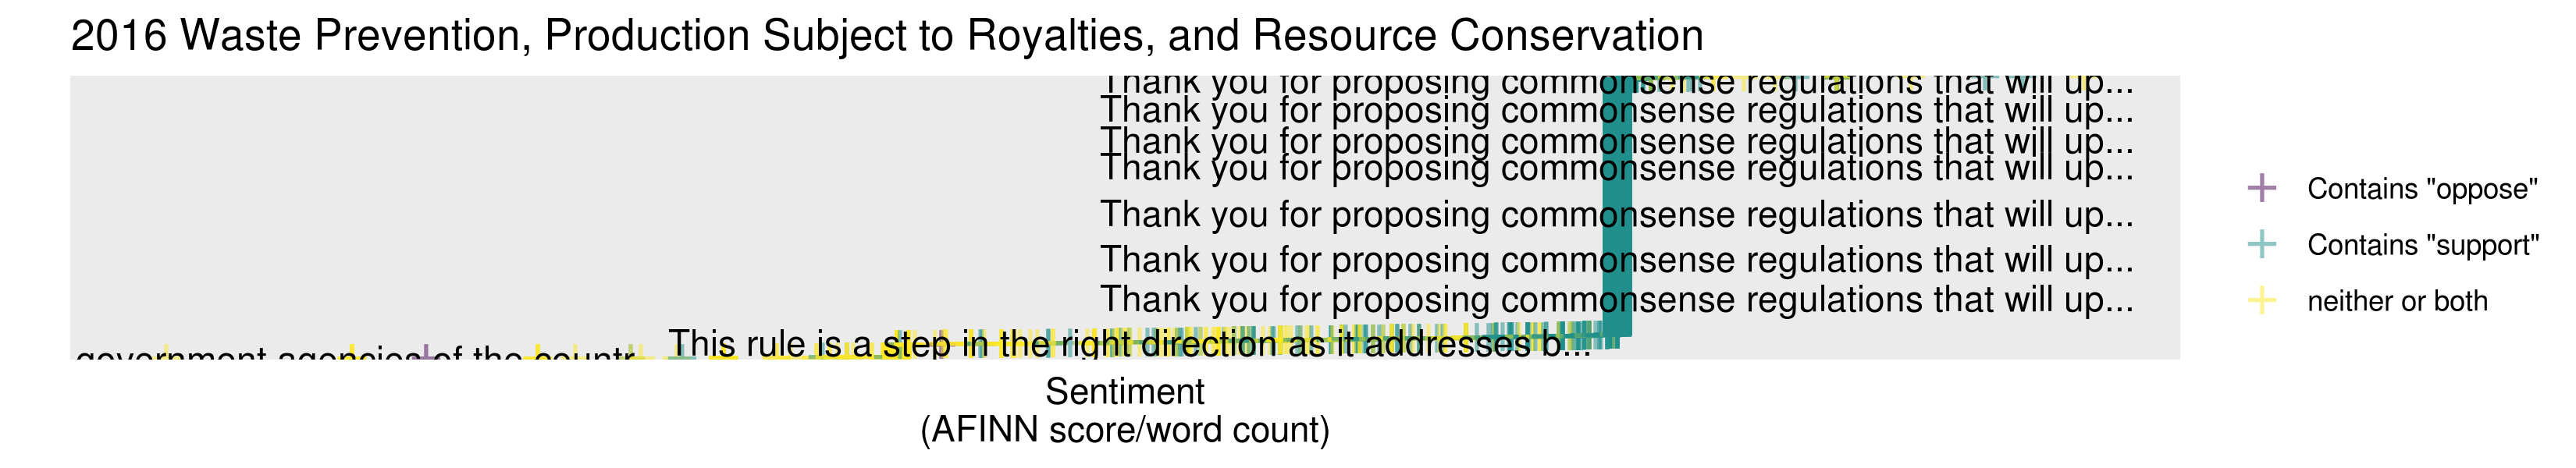 2016 Waste Prevention, Production Subject to Royalties, and Resource Conservation
Thank you for proposing commonsense regulations that will up...
Thank you for proposing commonsense regulations that will up...
Thank you for proposing commonsense regulations that will up...
Thank you for proposing commonsense regulations that will up...
Thank you for proposing commonsense regulations that will up...
Thank you for proposing commonsense regulations that will up...
Thank you for proposing commonsense regulations that will up...
This rule is a step in the right direction as it addresses b...
government agencies of the countr
Sentiment
(AFINN score/word count)
Contains "oppose"
Contains "support"
neither or both